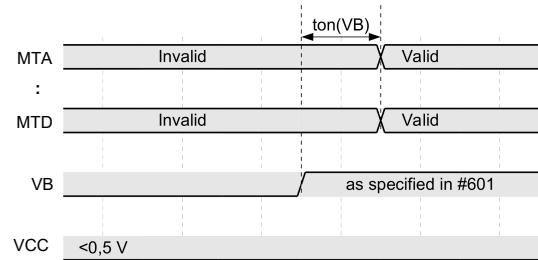 ton(VB)
MTA Invalid Valid
:
MTD Invalid Valid
VB as specified in #601
VCC <0,5 V